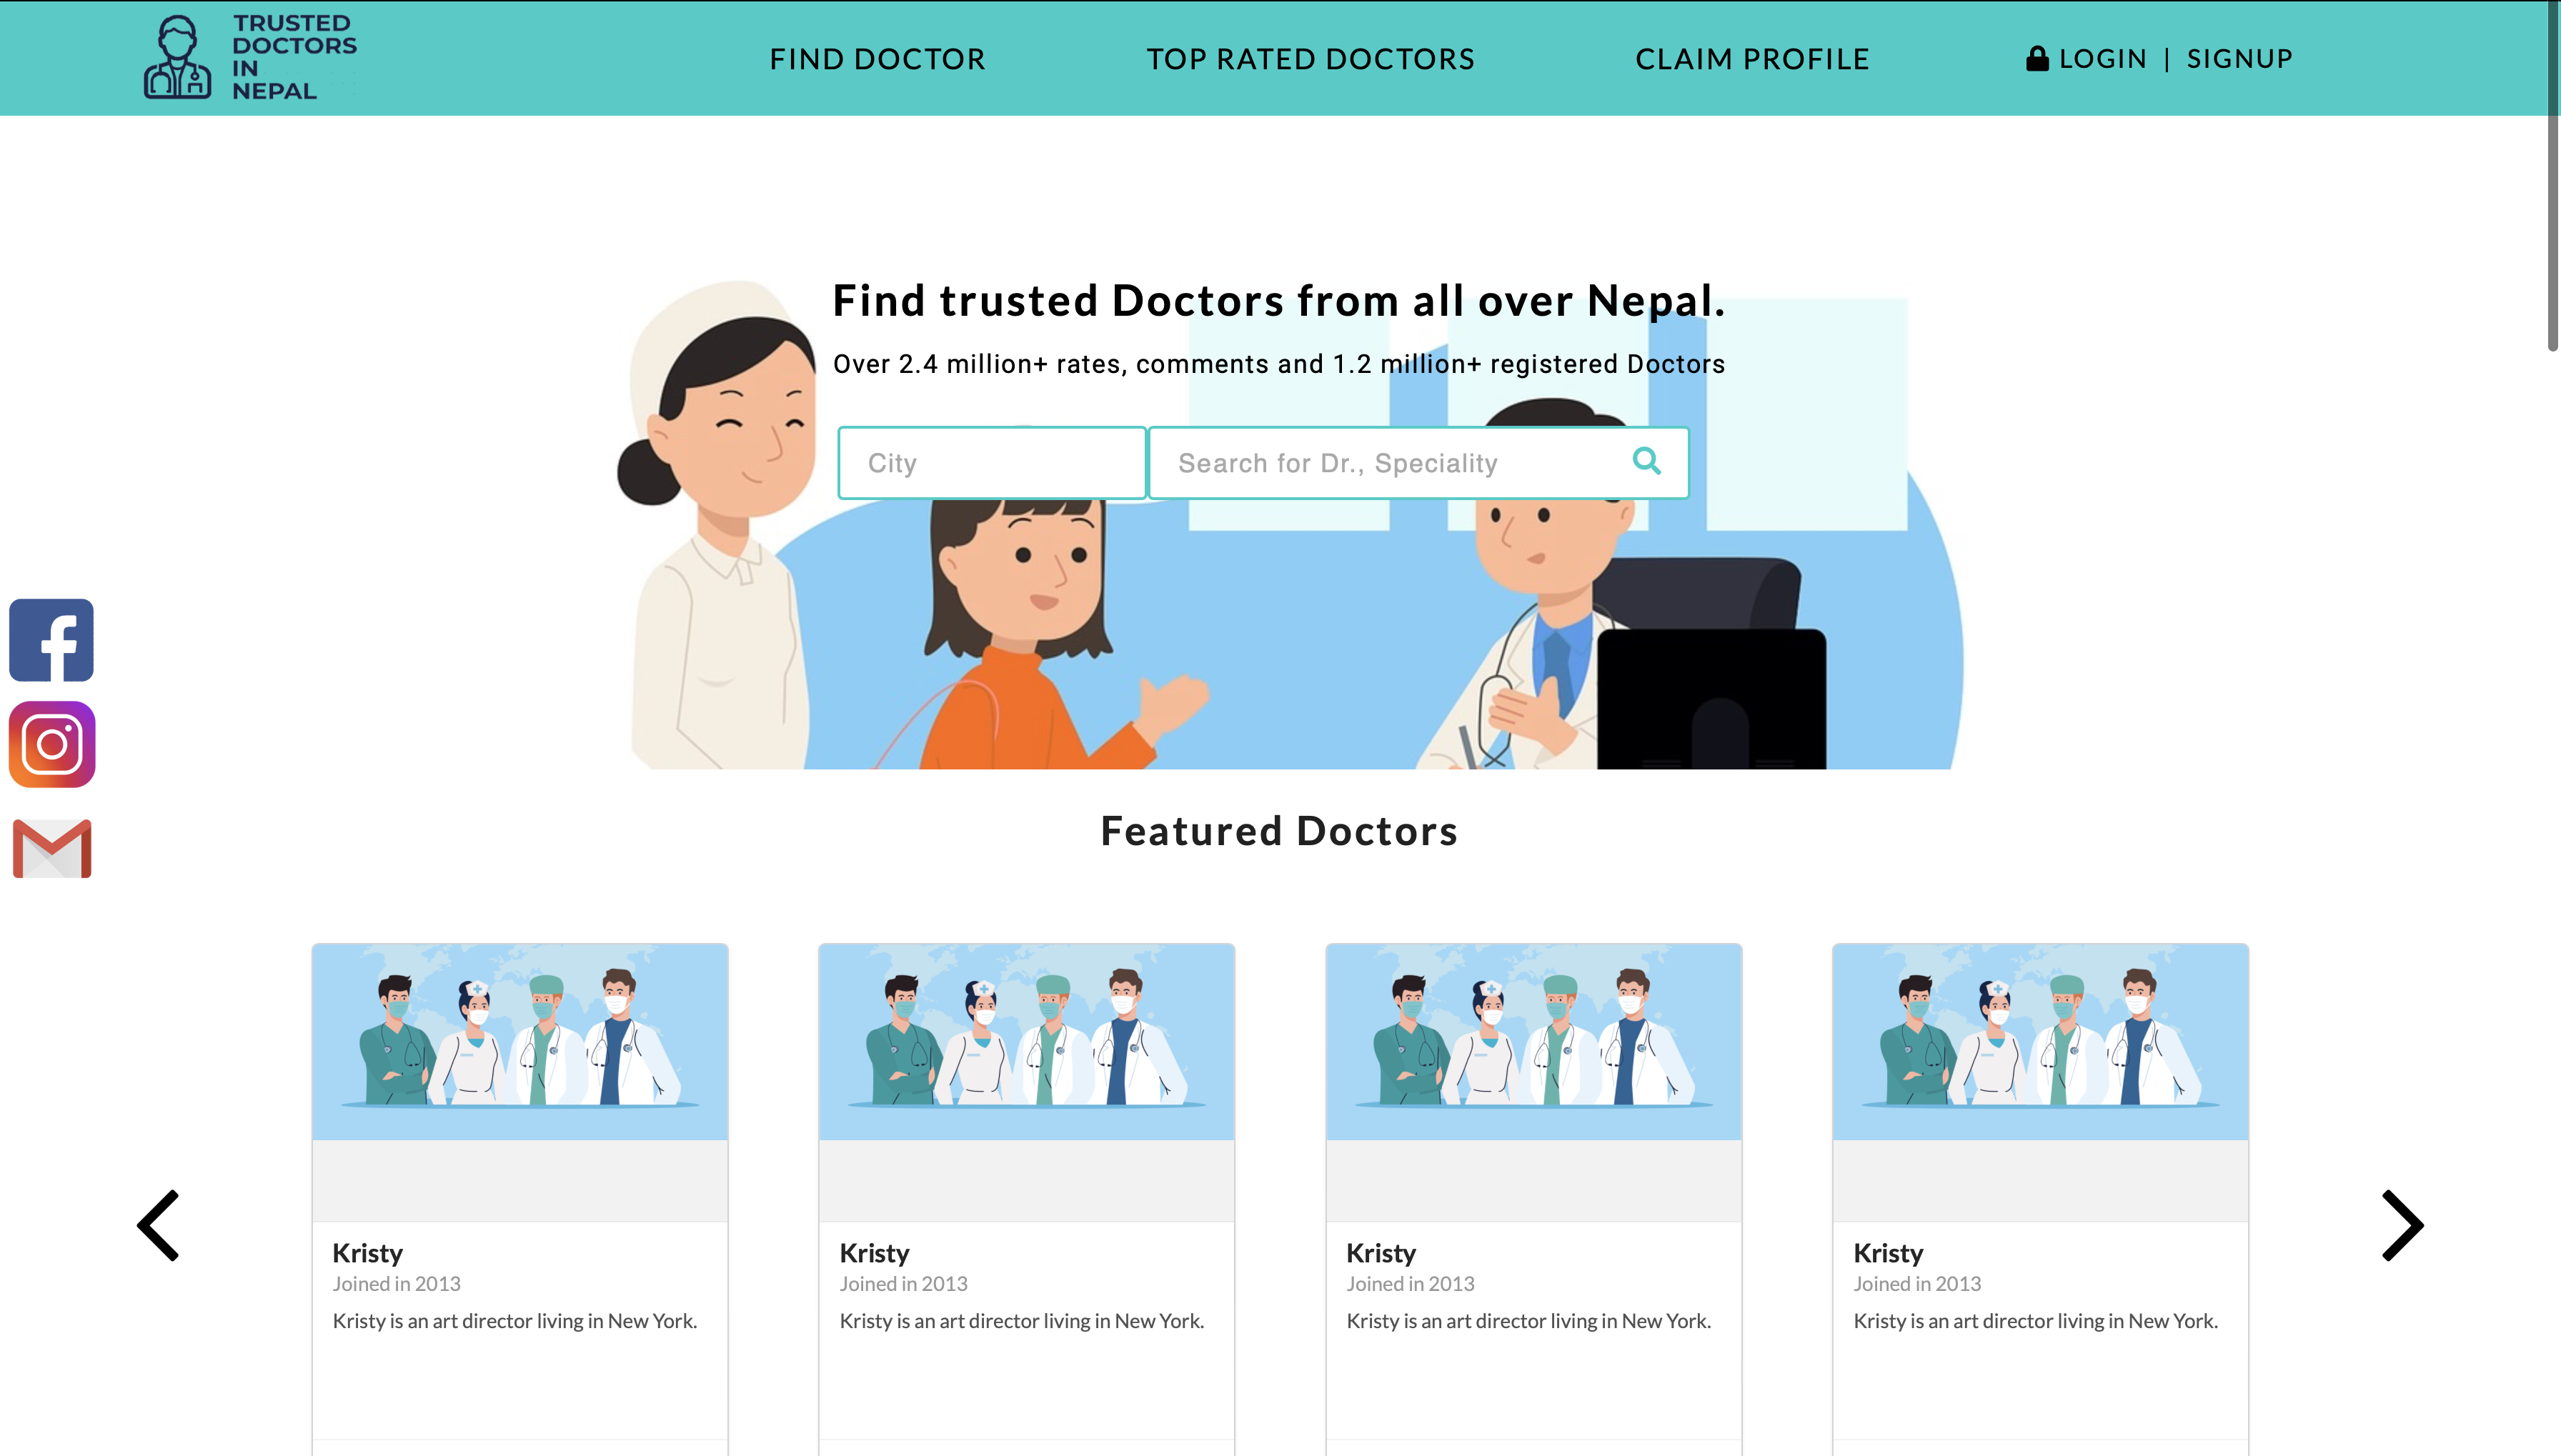 TRUSTED
DOCTORS
IN
NEPAL
FIND DOCTOR
TOP RATED DOCTORS
CLAIM PROFILE
LOGIN | SIGNUP
Find trusted Doctors from all over Nepal.
Over 2.4 million+ rates, comments and 1.2 million+ registered Doctors
City
Search for Dr., Speciality
Featured Doctors
Kristy
Joined in 2013
Kristy is an art director living in New York.
Kristy
Joined in 2013
Kristy is an art director living in New York.
Kristy
Joined in 2013
Kristy is an art director living in New York.
Kristy
Joined in 2013
Kristy is an art director living in New York.